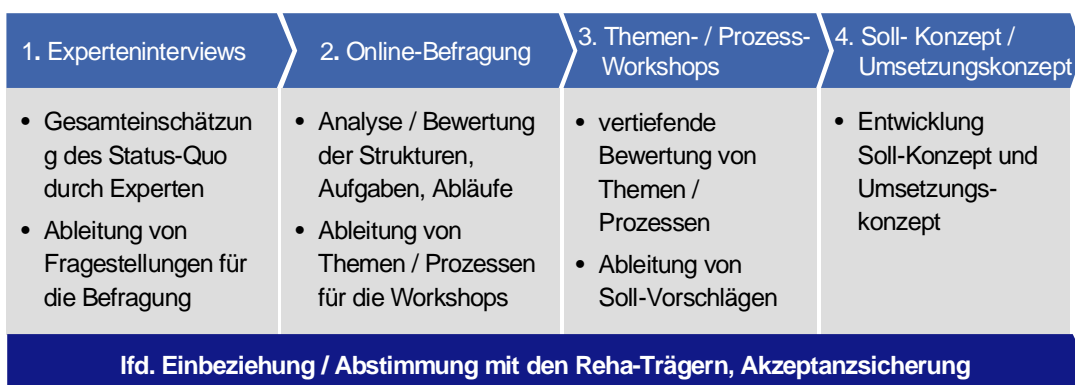 1. Experteninterviews
• Gesamteinschätzun
g des Status-Quo
durch Experten
• Ableitung von
Fragestellungen für
die Befragung
2. Online-Befragung
• Analyse / Bewertung
der Strukturen,
Aufgaben, Abläufe
• Ableitung von
Themen / Prozessen
für die Workshops
3. Themen- / Prozess-
Workshops
• vertiefende
Bewertung von
Themen /
Prozessen
• Ableitung von
Soll-Vorschlägen
4. Soll- Konzept /
Umsetzungskonzept
• Entwicklung
Soll-Konzept und
Umsetzungs-
konzept
lfd. Einbeziehung / Abstimmung mit den Reha-Trägern, Akzeptanzsicherung